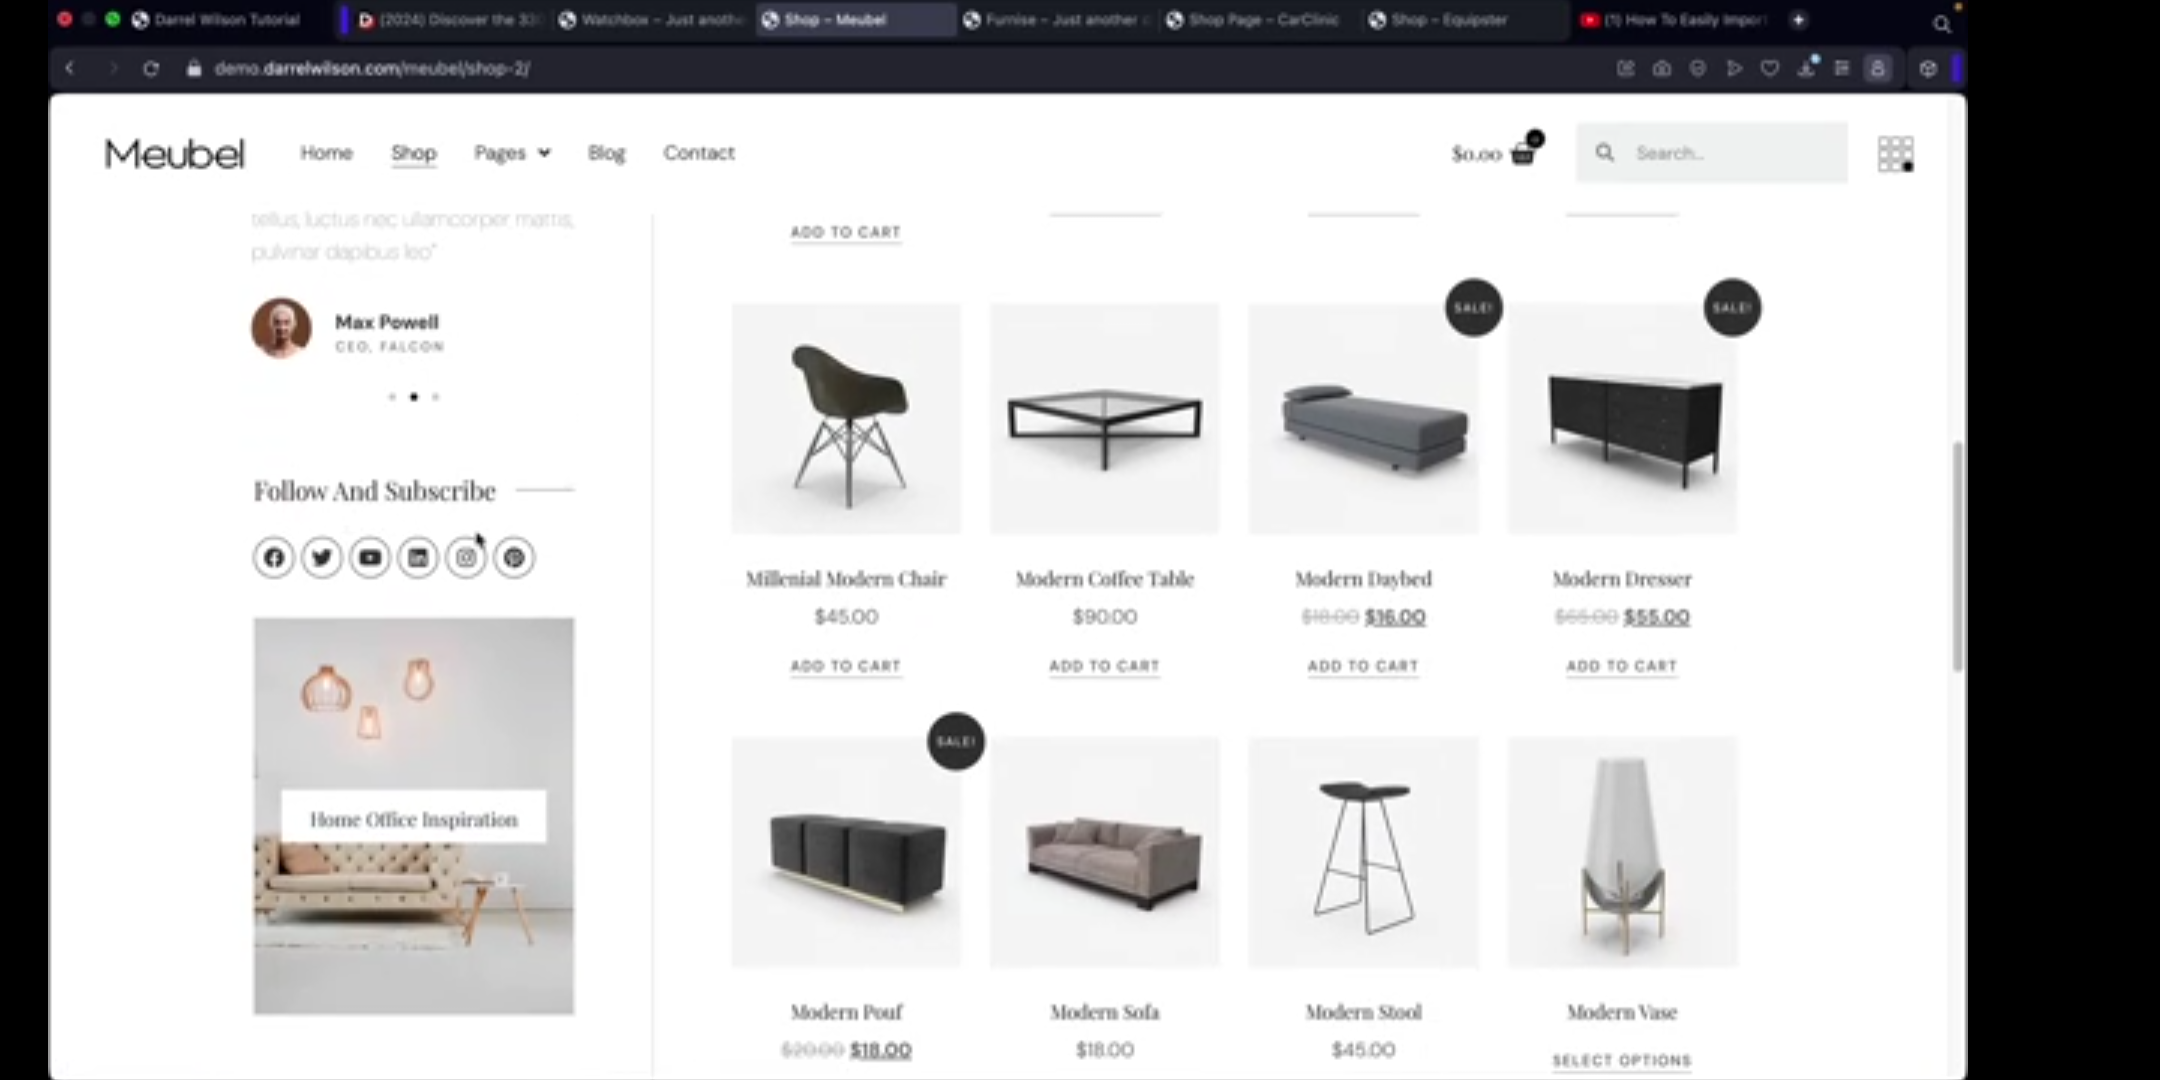 Darrel Wilson Tutorial
(2024) Discover the 33
Watchbox – Just anothe
Shop – Meubel
Furnise – Just another
Shop Page – CarClinic
Shop – Equipster
(1) How To Easily Impor
demo.darrelwilson.com/meubel/shop-2/
Meubel
Home
Shop
Pages
Blog
Contact
$0.00
Search...
tellus, luctus nec ullamcorper mattis,
pulvinar dapibus leo"
Max Powell
CEO, FALCON
Follow And Subscribe
Home Office Inspiration
ADD TO CART
SALE!
SALE!
Millenial Modern Chair
Modern Coffee Table
Modern Daybed
Modern Dresser
$45.00
$90.00
$18.00 $16.00
$65.00 $55.00
ADD TO CART
ADD TO CART
ADD TO CART
ADD TO CART
SALE!
Modern Pouf
Modern Sofa
Modern Stool
Modern Vase
$20.00 $18.00
$18.00
$45.00
SELECT OPTIONS